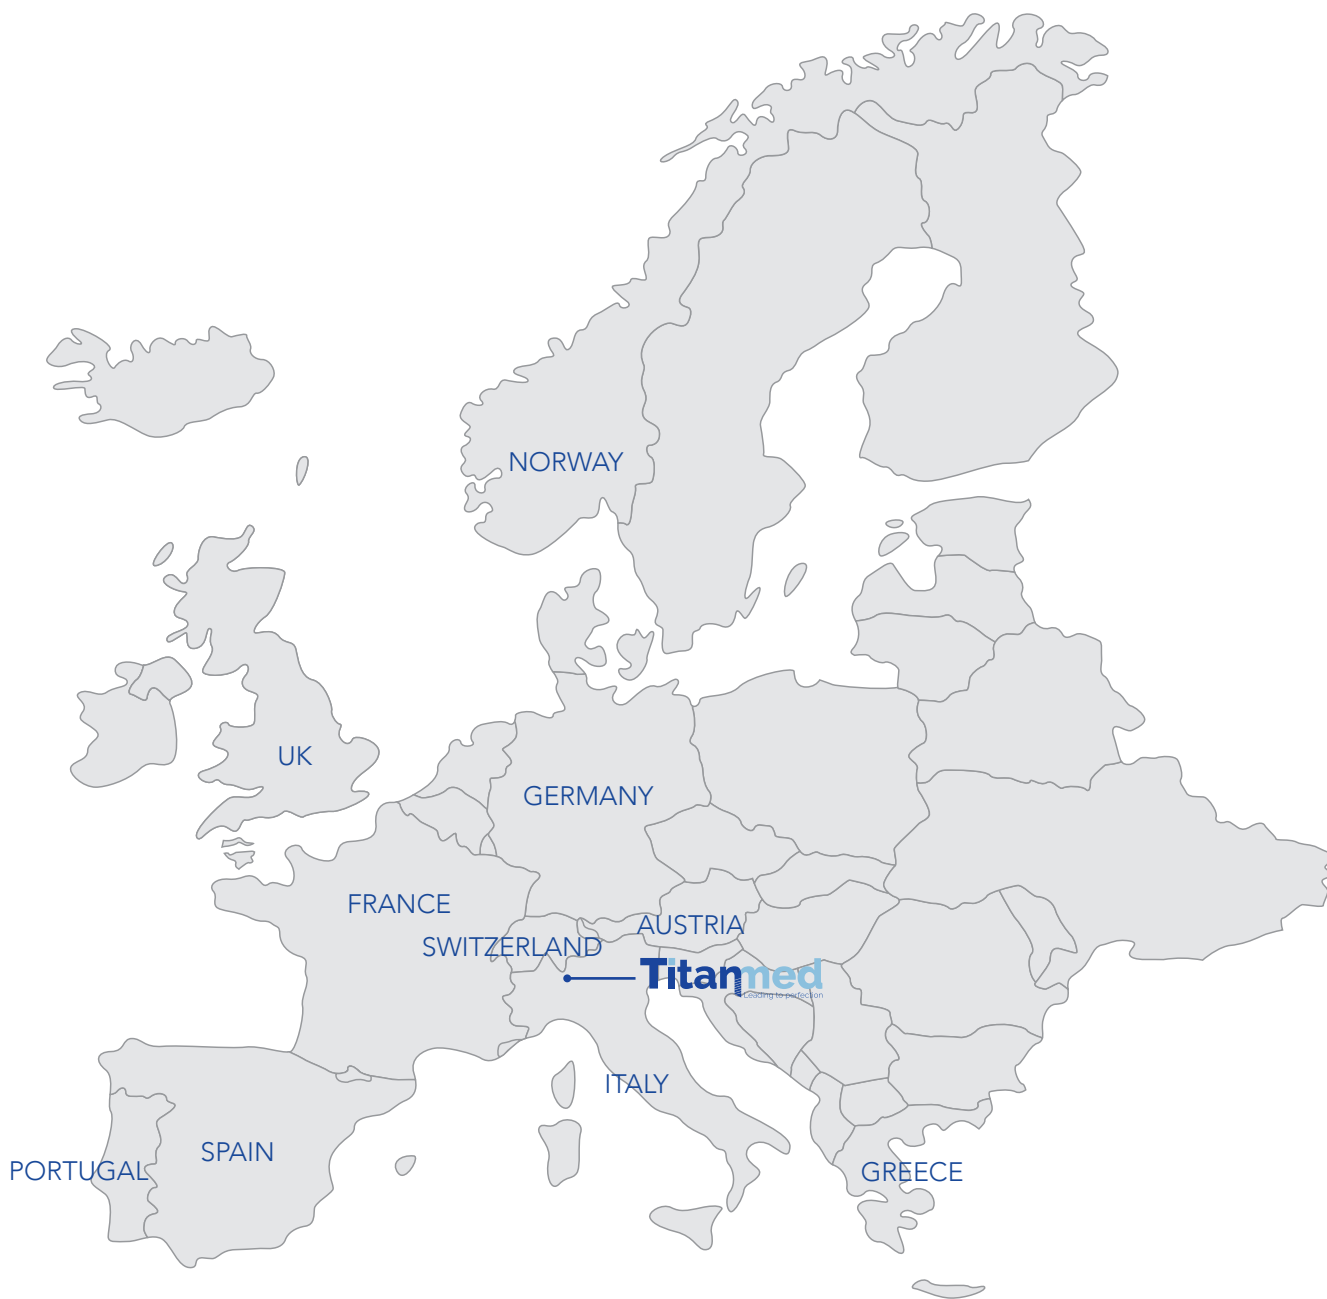 NORWAY
UK
GERMANY
FRANCE
AUSTRIA
SWITZERLAND
Titanmed
Leading to perfection
ITALY
SPAIN
PORTUGAL
GREECE